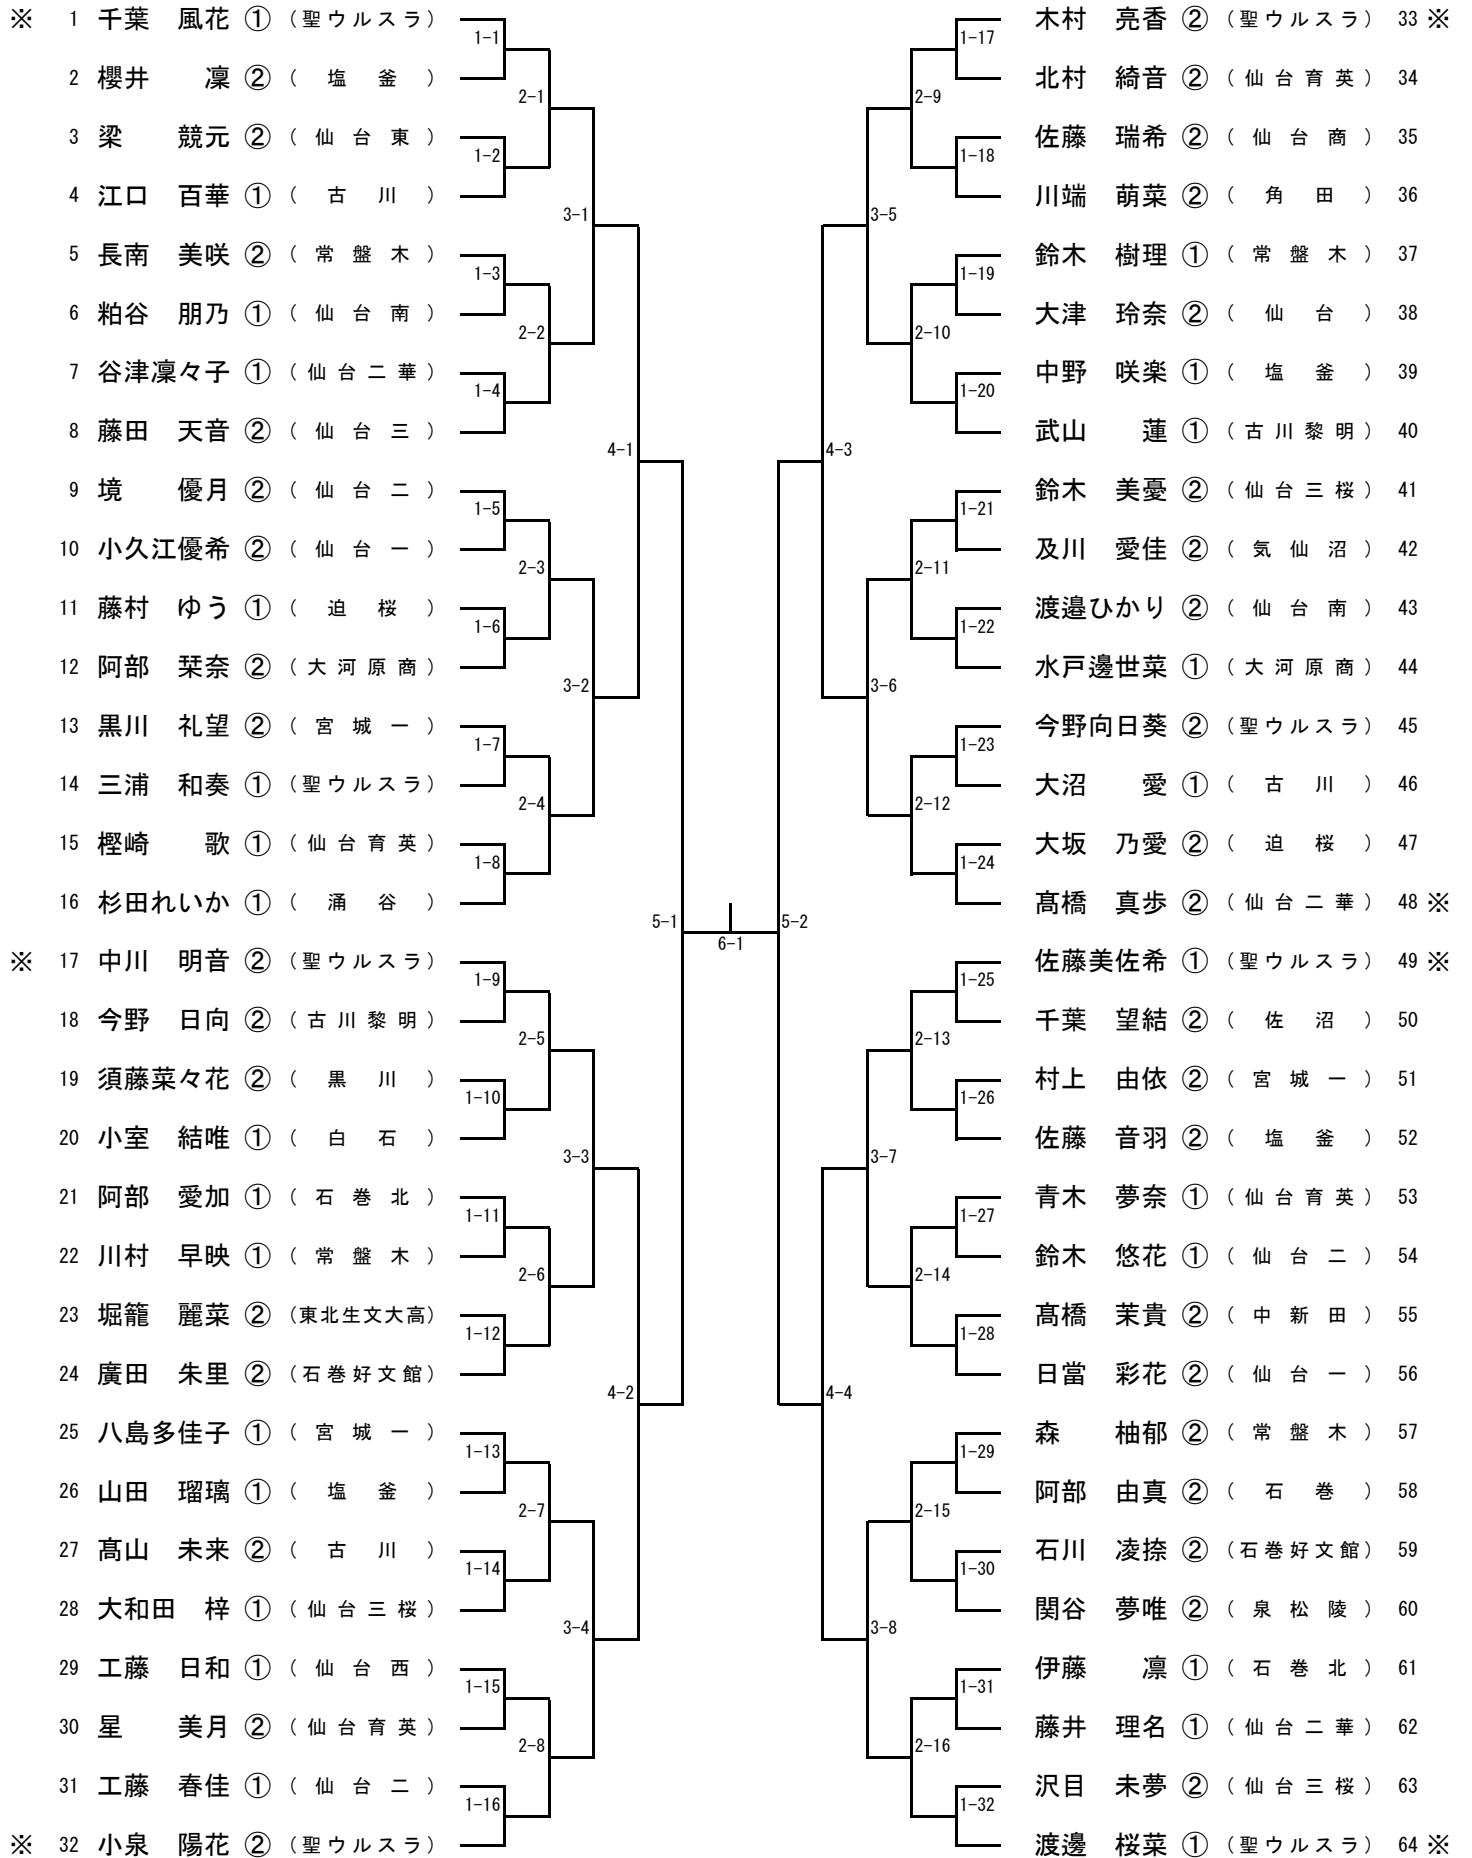 ※ 1 千葉　風花 ① （聖ウルスラ）
1-1
2 櫻井　　凜 ② （塩釜）
2-1
3 梁　　競元 ② （仙台東）
1-2
4 江口　百華 ① （古川）
3-1
5 長南　美咲 ② （常盤木）
1-3
6 粕谷　朋乃 ① （仙台南）
2-2
7 谷津凜々子 ① （仙台二華）
1-4
8 藤田　天音 ② （仙台三）
4-1
9 境　　優月 ② （仙台二）
1-5
10 小久江優希 ② （仙台一）
2-3
11 藤村　ゆう ① （迫桜）
1-6
12 阿部　栞奈 ② （大河原商）
3-2
13 黒川　礼望 ② （宮城一）
1-7
14 三浦　和奏 ① （聖ウルスラ）
2-4
15 樫崎　　歌 ① （仙台育英）
1-8
16 杉田れいか ① （涌谷）
5-1
※ 17 中川　明音 ② （聖ウルスラ）
1-9
18 今野　日向 ② （古川黎明）
2-5
19 須藤菜々花 ② （黒川）
1-10
20 小室　結唯 ① （白石）
3-3
21 阿部　愛加 ① （石巻北）
1-11
22 川村　早映 ① （常盤木）
2-6
23 堀籠　麗菜 ② （東北生文大高）
1-12
24 廣田　朱里 ② （石巻好文館）
4-2
25 八島多佳子 ① （宮城一）
1-13
26 山田　瑠璃 ① （塩釜）
2-7
27 髙山　未来 ② （古川）
1-14
28 大和田　梓 ① （仙台三桜）
3-4
29 工藤　日和 ① （仙台西）
1-15
30 星　　美月 ② （仙台育英）
2-8
31 工藤　春佳 ① （仙台二）
1-16
※ 32 小泉　陽花 ② （聖ウルスラ）
6-1
木村　亮香 ② （聖ウルスラ） 33 ※
1-17
北村　綺音 ② （仙台育英） 34
2-9
佐藤　瑞希 ② （仙台商） 35
1-18
川端　萌菜 ② （角田） 36
3-5
鈴木　樹理 ① （常盤木） 37
1-19
大津　玲奈 ② （仙台） 38
2-10
中野　咲楽 ① （塩釜） 39
1-20
武山　　蓮 ① （古川黎明） 40
4-3
鈴木　美憂 ② （仙台三桜） 41
1-21
及川　愛佳 ② （気仙沼） 42
2-11
渡邉ひかり ② （仙台南） 43
1-22
水戸邊世菜 ① （大河原商） 44
3-6
今野向日葵 ② （聖ウルスラ） 45
1-23
大沼　　愛 ① （古川） 46
2-12
大坂　乃愛 ② （迫桜） 47
1-24
髙橋　真歩 ② （仙台二華） 48 ※
5-2
佐藤美佐希 ① （聖ウルスラ） 49 ※
1-25
千葉　望結 ② （佐沼） 50
2-13
村上　由依 ② （宮城一） 51
1-26
佐藤　音羽 ② （塩釜） 52
3-7
青木　夢奈 ① （仙台育英） 53
1-27
鈴木　悠花 ① （仙台二） 54
2-14
髙橋　茉貴 ② （中新田） 55
1-28
日當　彩花 ② （仙台一） 56
4-4
森　　柚郁 ② （常盤木） 57
1-29
阿部　由真 ② （石巻） 58
2-15
石川　凌捺 ② （石巻好文館） 59
1-30
関谷　夢唯 ② （泉松陵） 60
3-8
伊藤　　凛 ① （石巻北） 61
1-31
藤井　理名 ① （仙台二華） 62
2-16
沢目　未夢 ② （仙台三桜） 63
1-32
渡邊　桜菜 ① （聖ウルスラ） 64 ※